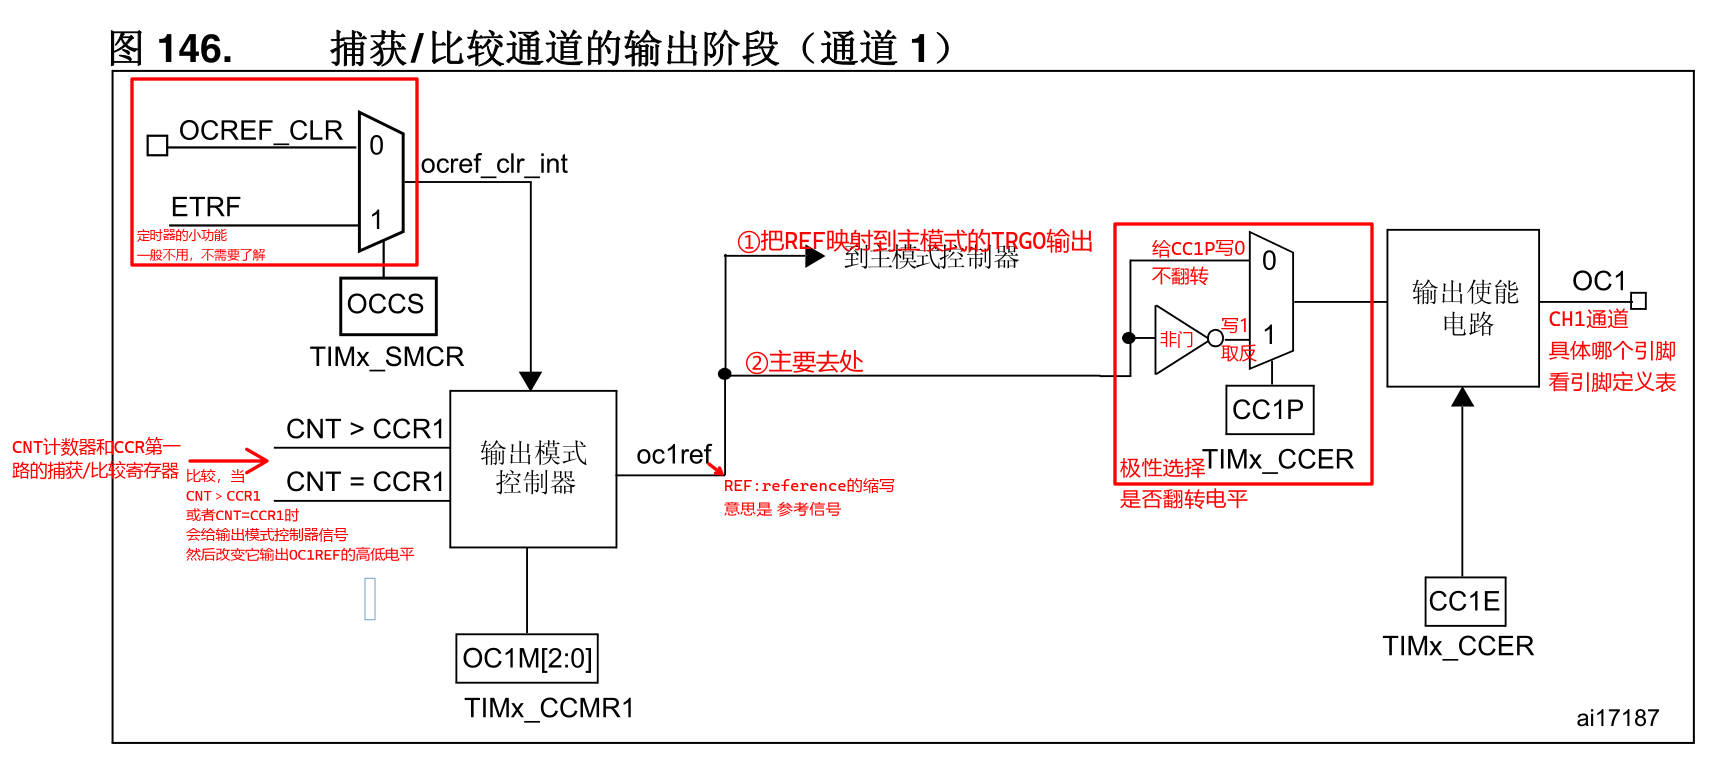 图 146. 捕获/比较通道的输出阶段（通道 1）
OCREF_CLR
0
ocref_clr_int
ETRF
1
定时器的小功能
一般不用，不需要了解
OCCS
TIMx_SMCR
①把REF映射到主模式的TRGO输出
到主模式控制器
②主要去处
给CC1P写0
不翻转
0
非门
写1
取反
1
CC1P
TIMx_CCER
极性选择
是否翻转电平
输出使能
电路
OC1
CH1通道
具体哪个引脚
看引脚定义表
CNT计数器和CCR第一
路的捕获/比较寄存器
CNT > CCR1
CNT = CCR1
比较，当
CNT > CCR1
或者CNT=CCR1时
会给输出模式控制器信号
然后改变它输出OC1REF的高低电平
输出模式
控制器
oc1ref
REF:reference的缩写
意思是 参考信号
OC1M[2:0]
TIMx_CCMR1
CC1E
TIMx_CCER
ai17187